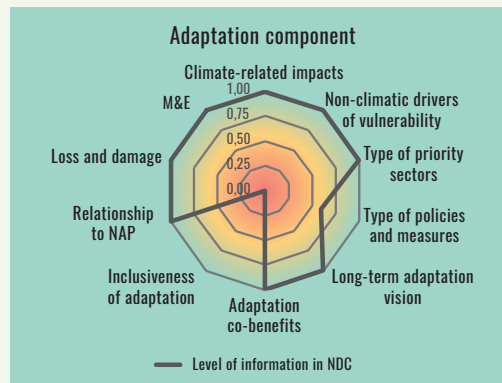 Adaptation component
Climate-related impacts
1,00
M&E
Non-climatic drivers
of vulnerability
0,75
0,50
Loss and damage
Type of priority
sectors
0,25
0,00
Relationship
to NAP
Type of policies
and measures
Inclusiveness
of adaptation
Long-term adaptation
vision
Adaptation
co-benefits
Level of information in NDC